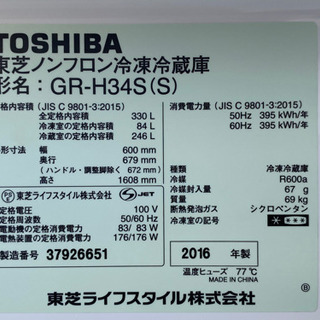 TOSHIBA
東芝ノンフロン冷凍冷蔵庫
形名：GR-H34S(S)
格内容積(JIS C 9801-3:2015)
全定格内容積 330 L
冷凍室の定格内容積 84 L
冷蔵室の定格内容積 246 L
形寸法 幅 600 mm
奥行 679 mm
(ハンドル・調整脚除く 672 mm)
高さ 1608 mm
消費電力量(JIS C 9801-3:2015)
50Hz 395 kWh/年
60Hz 395 kWh/年
種類 冷凍冷蔵庫
冷媒 R600a
冷媒封入量 67 g
質量 69 kg
断熱発泡ガス シクロペンタン
冷凍室の記号 * ***
PSE 東芝ライフスタイル株式会社 JET
定格電圧 100 V
定格周波数 50/60 Hz
電動機の定格消費電力 83/ 83 W
電熱装置の定格消費電力 176/176 W
製造番号 37926651
2016 年製
温度ヒューズ 77 ℃
MADE IN CHINA
東芝ライフスタイル株式会社
Ⓑ